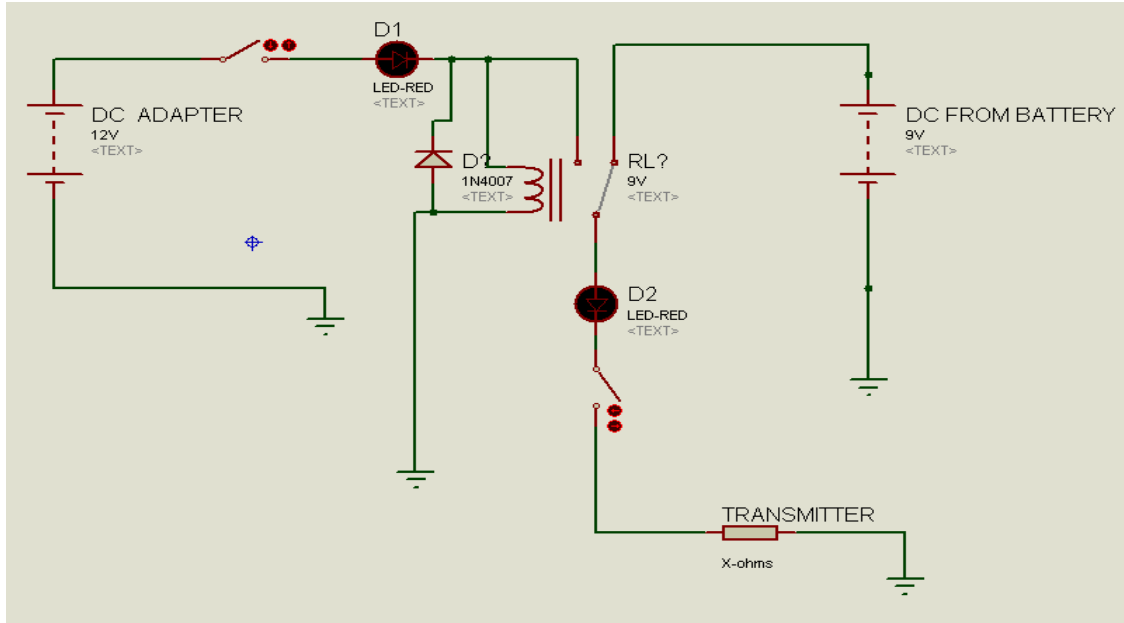 D1
LED-RED
<TEXT>
DC ADAPTER
12V
<TEXT>
D?
1N4007
<TEXT>
RL?
9V
<TEXT>
DC FROM BATTERY
9V
<TEXT>
D2
LED-RED
<TEXT>
TRANSMITTER
X-ohms